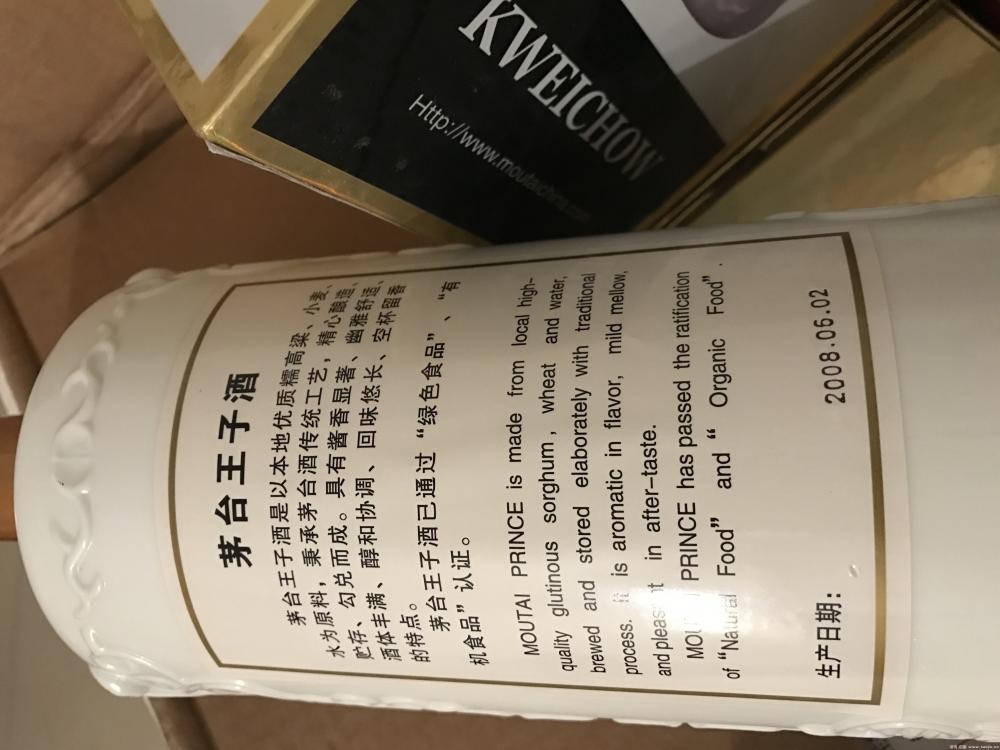 KWEICHOW
Http://www.moutaichina.com
茅台王子酒
茅台王子酒是以本地优质糯高粱、小麦、
水为原料，秉承茅台酒传统工艺，精心酿造、
贮存、勾兑而成。具有酱香显著、幽雅舒适、
酒体丰满、醇和协调、回味悠长、空杯留香
的特点。
茅台王子酒已通过“绿色食品”、“有
机食品”认证。
MOUTAI PRINCE is made from local high-
quality glutinous sorghum , wheat and water,
brewed and stored elaborately with traditional
process. It is aromatic in flavor, mild mellow,
and pleasant in after-taste.
MOUTAI PRINCE has passed the ratification
of “Natural Food” and “ Organic Food” .
生产日期：
2008.06.02